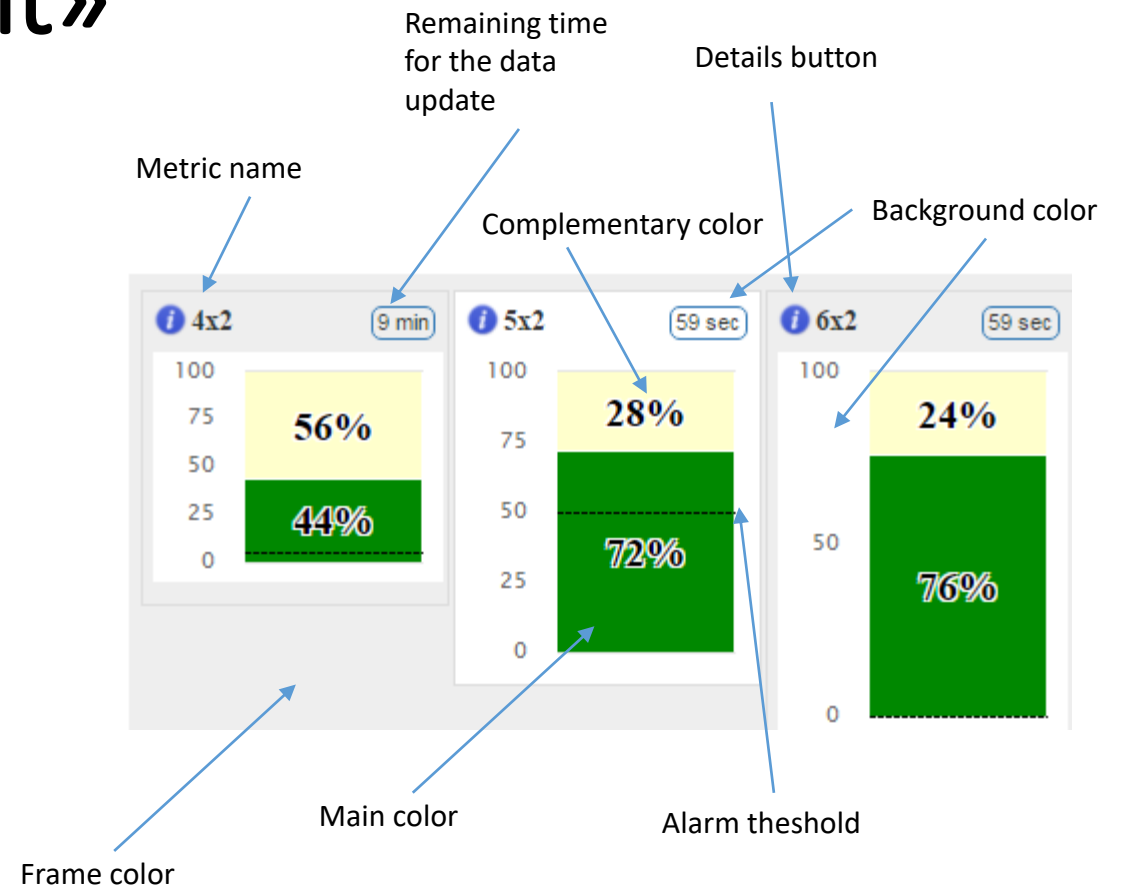 Remaining time
for the data
update
Details button
Metric name
Complementary color
Background color
4x2
9 min
5x2
59 sec
6x2
59 sec
100
75
50
25
0
56%
44%
100
75
50
25
0
28%
72%
100
50
0
24%
76%
Main color
Alarm theshold
Frame color